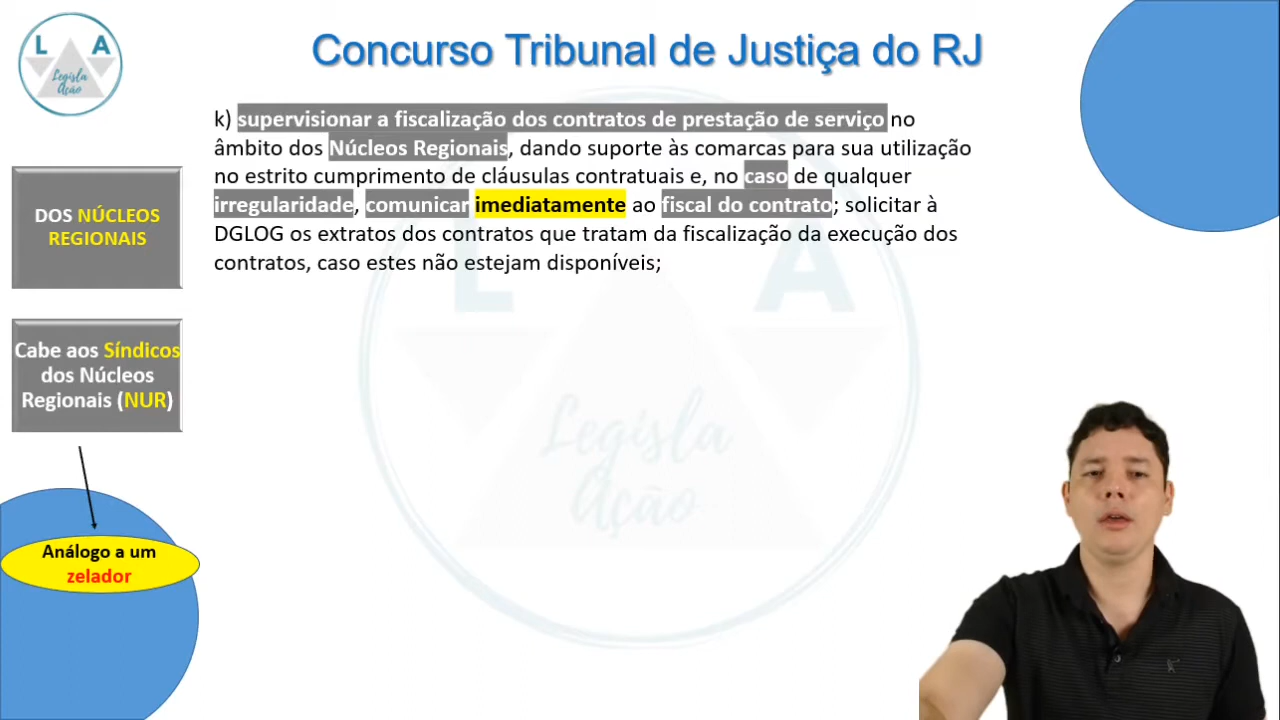 L A
Legisla
Ação
Concurso Tribunal de Justiça do RJ
k) supervisionar a fiscalização dos contratos de prestação de serviço no
âmbito dos Núcleos Regionais, dando suporte às comarcas para sua utilização
no estrito cumprimento de cláusulas contratuais e, no caso de qualquer
irregularidade, comunicar imediatamente ao fiscal do contrato; solicitar à
DGLOG os extratos dos contratos que tratam da fiscalização da execução dos
contratos, caso estes não estejam disponíveis;
DOS NÚCLEOS
REGIONAIS
Cabe aos Síndicos
dos Núcleos
Regionais (NUR)
Análogo a um
zelador
L A
Legisla
Ação